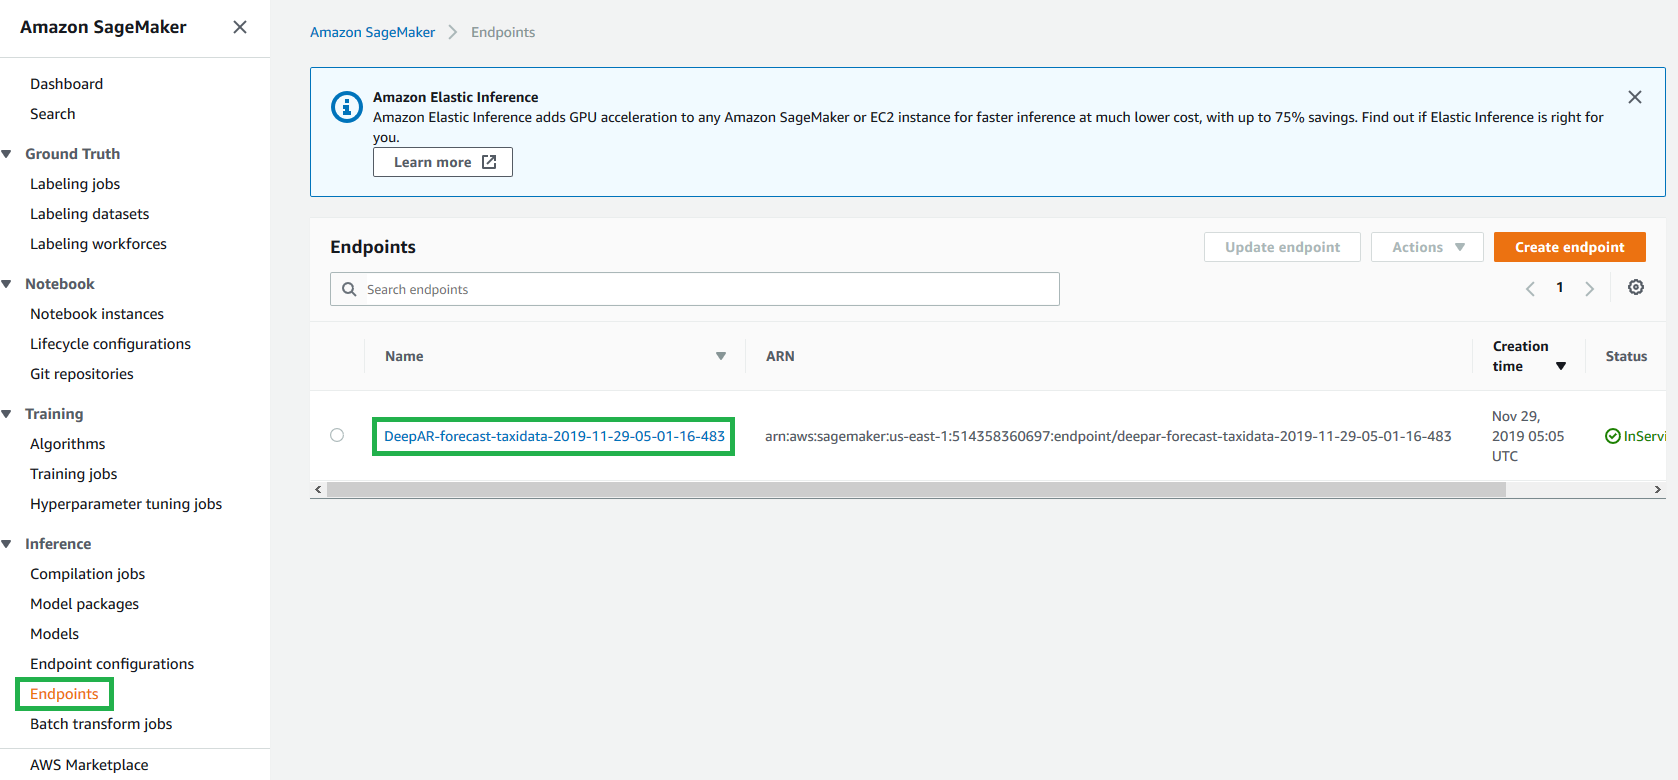 Amazon SageMaker
Dashboard
Search
Ground Truth
Labeling jobs
Labeling datasets
Labeling workforces
Notebook
Notebook instances
Lifecycle configurations
Git repositories
Training
Algorithms
Training jobs
Hyperparameter tuning jobs
Inference
Compilation jobs
Model packages
Models
Endpoint configurations
Endpoints
Batch transform jobs
AWS Marketplace
Amazon SageMaker > Endpoints
Amazon Elastic Inference
Amazon Elastic Inference adds GPU acceleration to any Amazon SageMaker or EC2 instance for faster inference at much lower cost, with up to 75% savings. Find out if Elastic Inference is right for
you.
Learn more
Endpoints
Update endpoint
Actions
Create endpoint
Search endpoints
1
Name
ARN
Creation
time
Status
DeepAR-forecast-taxidata-2019-11-29-05-01-16-483
arn:aws:sagemaker:us-east-1:514358360697:endpoint/deepar-forecast-taxidata-2019-11-29-05-01-16-483
Nov 29,
2019 05:05
UTC
InServi